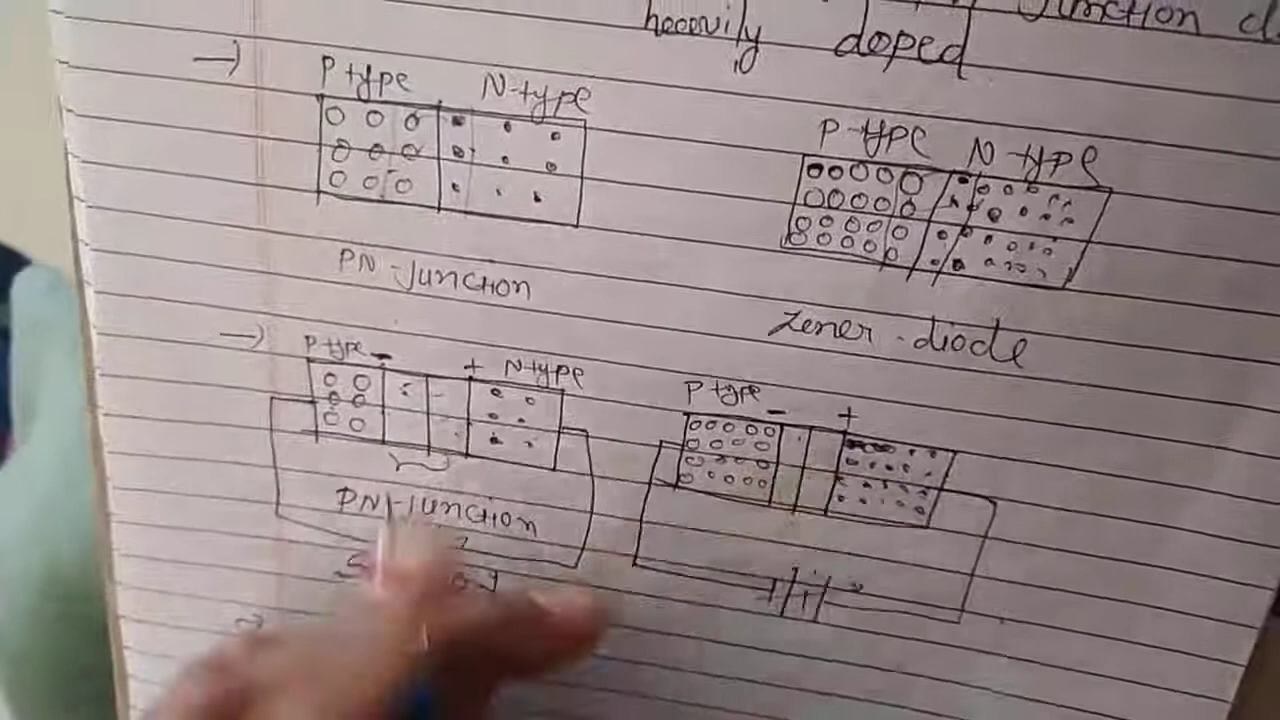 Junction
heavily doped
→ P type N-type
P-type N-type
PN-Junction
Zener-diode
→ P type - + N type
P type - +
PN-Junction